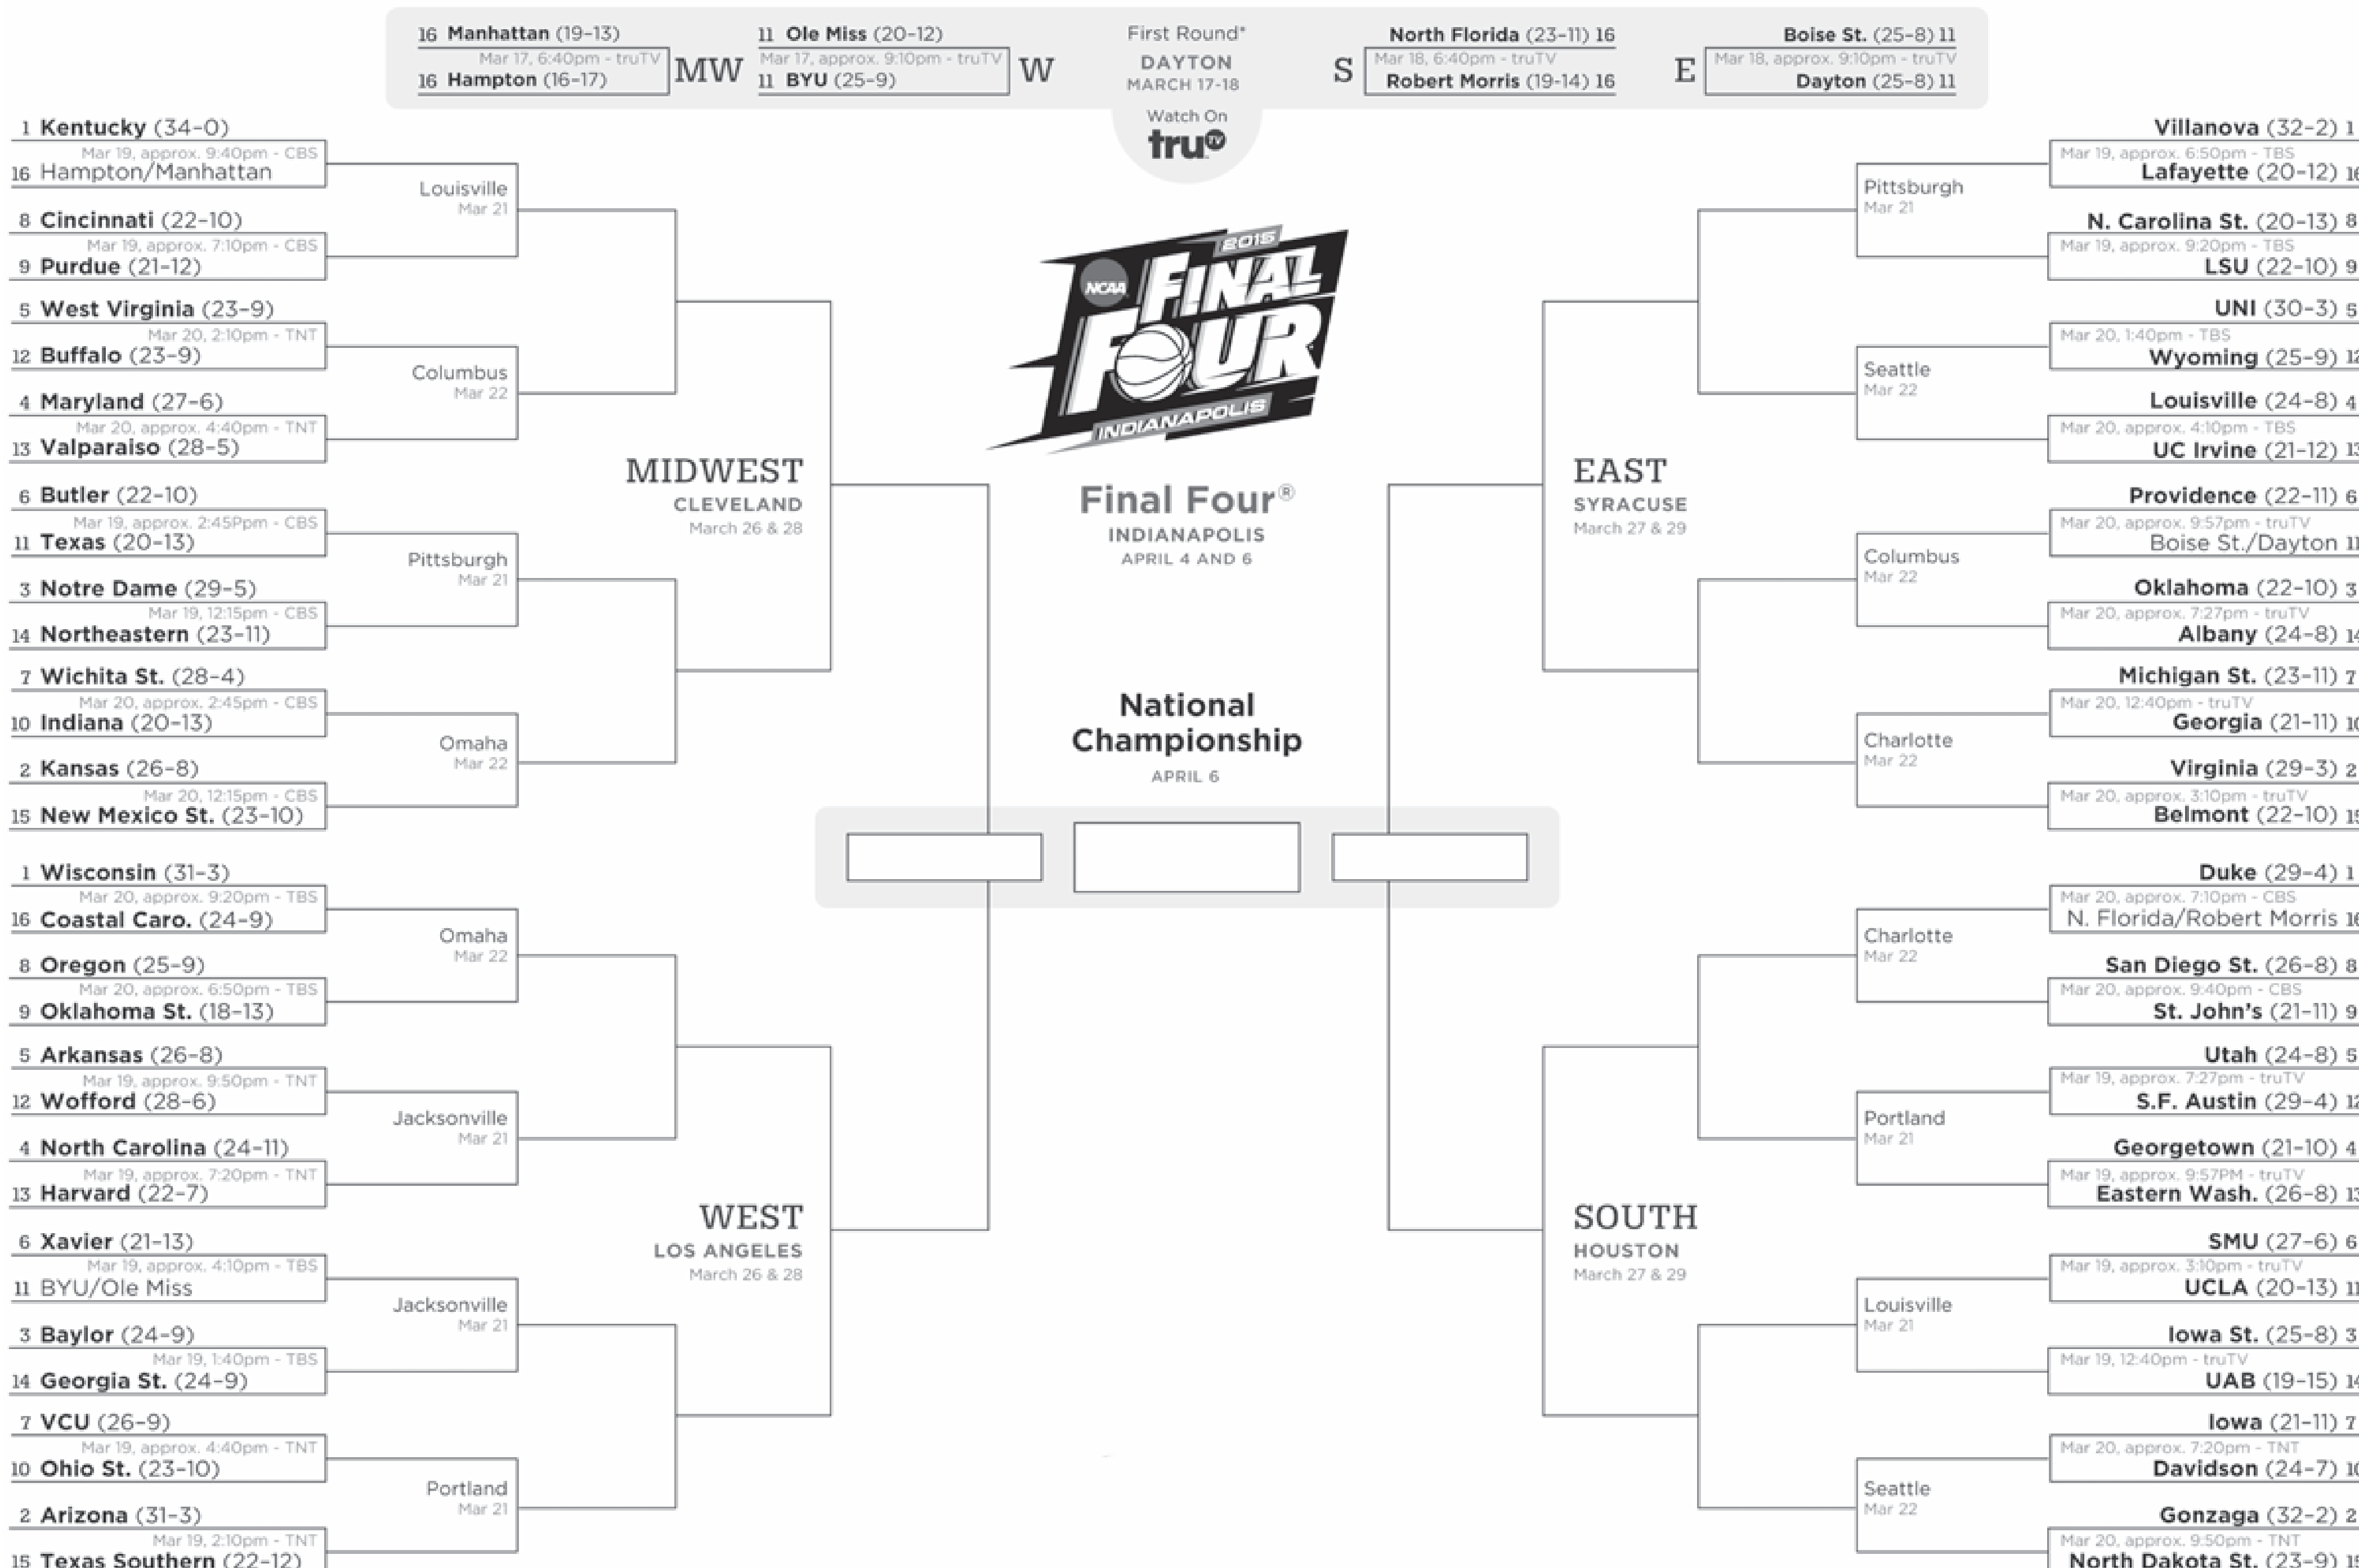 16 Manhattan (19-13)
Mar 17, 6:40pm - truTV
16 Hampton (16-17)
MW
11 Ole Miss (20-12)
Mar 17, approx. 9:10pm - truTV
11 BYU (25-9)
W
First Round*
DAYTON
MARCH 17-18
Watch On
truTV
North Florida (23-11) 16
Mar 18, 6:40pm - truTV
Robert Morris (19-14) 16
S
Boise St. (25-8) 11
Mar 18, approx. 9:10pm - truTV
Dayton (25-8) 11
E
1 Kentucky (34-0)
Mar 19, approx. 9:40pm - CBS
16 Hampton/Manhattan
Louisville
Mar 21
8 Cincinnati (22-10)
Mar 19, approx. 7:10pm - CBS
9 Purdue (21-12)
5 West Virginia (23-9)
Mar 20, 2:10pm - TNT
12 Buffalo (23-9)
Columbus
Mar 22
4 Maryland (27-6)
Mar 20, approx. 4:40pm - TNT
13 Valparaiso (28-5)
MIDWEST
CLEVELAND
March 26 & 28
6 Butler (22-10)
Mar 19, approx. 2:45Ppm - CBS
11 Texas (20-13)
Pittsburgh
Mar 21
3 Notre Dame (29-5)
Mar 19, 12:15pm - CBS
14 Northeastern (23-11)
7 Wichita St. (28-4)
Mar 20, approx. 2:45pm - CBS
10 Indiana (20-13)
Omaha
Mar 22
2 Kansas (26-8)
Mar 20, 12:15pm - CBS
15 New Mexico St. (23-10)
1 Wisconsin (31-3)
Mar 20, approx. 9:20pm - TBS
16 Coastal Caro. (24-9)
Omaha
Mar 22
8 Oregon (25-9)
Mar 20, approx. 6:50pm - TBS
9 Oklahoma St. (18-13)
5 Arkansas (26-8)
Mar 19, approx. 9:50pm - TNT
12 Wofford (28-6)
Jacksonville
Mar 21
4 North Carolina (24-11)
Mar 19, approx. 7:20pm - TNT
13 Harvard (22-7)
WEST
LOS ANGELES
March 26 & 28
6 Xavier (21-13)
Mar 19, approx. 4:10pm - TBS
11 BYU/Ole Miss
Jacksonville
Mar 21
3 Baylor (24-9)
Mar 19, 1:40pm - TBS
14 Georgia St. (24-9)
7 VCU (26-9)
Mar 19, approx. 4:40pm - TNT
10 Ohio St. (23-10)
Portland
Mar 21
2 Arizona (31-3)
Mar 19, 2:10pm - TNT
15 Texas Southern (22-12)
2015
NCAA
FINAL
FOUR
INDIANAPOLIS
Final Four®
INDIANAPOLIS
APRIL 4 AND 6
National
Championship
APRIL 6
Villanova (32-2) 1
Mar 19, approx. 6:50pm - TBS
Lafayette (20-12) 16
Pittsburgh
Mar 21
N. Carolina St. (20-13) 8
Mar 19, approx. 9:20pm - TBS
LSU (22-10) 9
UNI (30-3) 5
Mar 20, 1:40pm - TBS
Wyoming (25-9) 12
Seattle
Mar 22
Louisville (24-8) 4
Mar 20, approx. 4:10pm - TBS
UC Irvine (21-12) 13
EAST
SYRACUSE
March 27 & 29
Providence (22-11) 6
Mar 20, approx. 9:57pm - truTV
Boise St./Dayton 11
Columbus
Mar 22
Oklahoma (22-10) 3
Mar 20, approx. 7:27pm - truTV
Albany (24-8) 14
Michigan St. (23-11) 7
Mar 20, 12:40pm - truTV
Georgia (21-11) 10
Charlotte
Mar 22
Virginia (29-3) 2
Mar 20, approx. 3:10pm - truTV
Belmont (22-10) 15
Duke (29-4) 1
Mar 20, approx. 7:10pm - CBS
N. Florida/Robert Morris 16
Charlotte
Mar 22
San Diego St. (26-8) 8
Mar 20, approx. 9:40pm - CBS
St. John's (21-11) 9
Utah (24-8) 5
Mar 19, approx. 7:27pm - truTV
S.F. Austin (29-4) 12
Portland
Mar 21
Georgetown (21-10) 4
Mar 19, approx. 9:57PM - truTV
Eastern Wash. (26-8) 13
SOUTH
HOUSTON
March 27 & 29
SMU (27-6) 6
Mar 19, approx. 3:10pm - truTV
UCLA (20-13) 11
Louisville
Mar 21
Iowa St. (25-8) 3
Mar 19, 12:40pm - truTV
UAB (19-15) 14
Iowa (21-11) 7
Mar 20, approx. 7:20pm - TNT
Davidson (24-7) 10
Seattle
Mar 22
Gonzaga (32-2) 2
Mar 20, approx. 9:50pm - TNT
North Dakota St. (23-9) 15